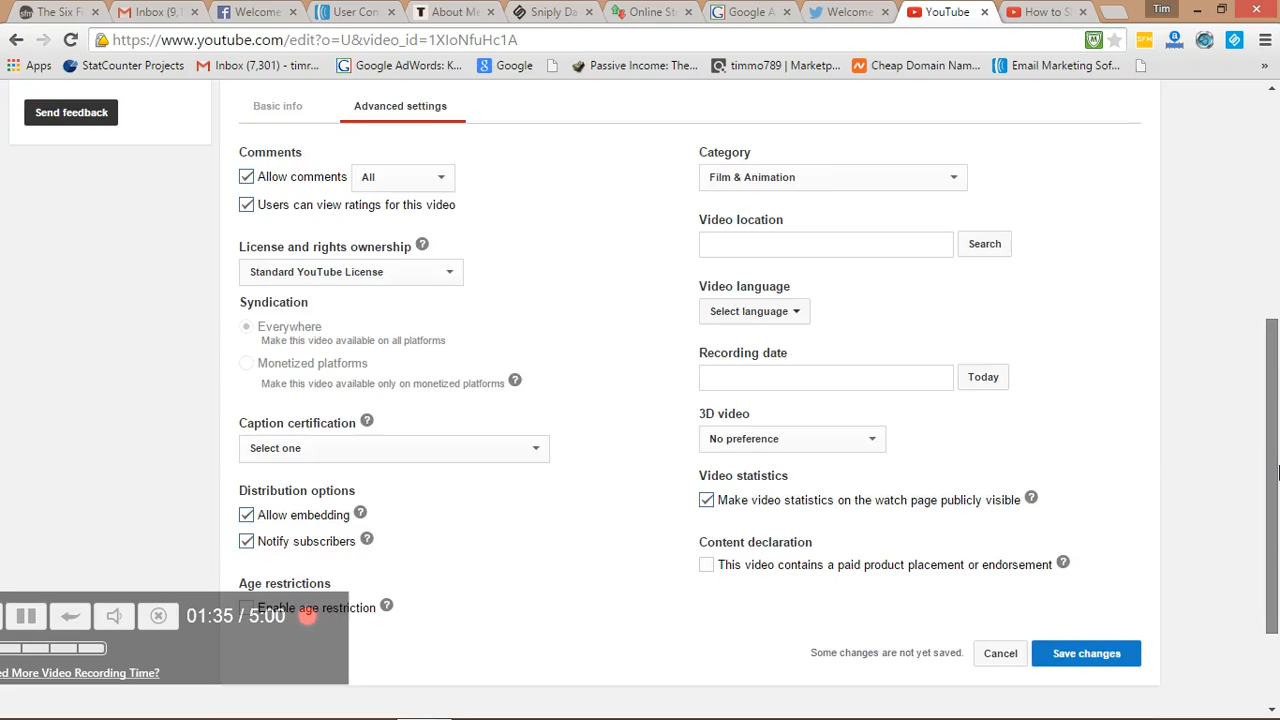 The Six Fi
Inbox (9,
Welcome
User Con
About Me
Sniply Da
Online Sto
Google A
Welcome
YouTube
How to Sh
Tim
https://www.youtube.com/edit?o=U&video_id=1XIoNfuHc1A
Apps
StatCounter Projects
Inbox (7,301) - timr...
Google AdWords: K...
Google
Passive Income: The...
timmo789 | Marketp...
Cheap Domain Nam...
Email Marketing Sof...
»
Send feedback
Basic info
Advanced settings
Comments
Allow comments
All
Users can view ratings for this video
License and rights ownership ?
Standard YouTube License
Syndication
Everywhere
Make this video available on all platforms
Monetized platforms
Make this video available only on monetized platforms ?
Caption certification ?
Select one
Distribution options
Allow embedding ?
Notify subscribers ?
Age restrictions
Enable age restriction ?
Category
Film & Animation
Video location
Search
Video language
Select language
Recording date
Today
3D video
No preference
Video statistics
Make video statistics on the watch page publicly visible ?
Content declaration
This video contains a paid product placement or endorsement ?
Some changes are not yet saved.
Cancel
Save changes
01:35 / 5:00
ed More Video Recording Time?